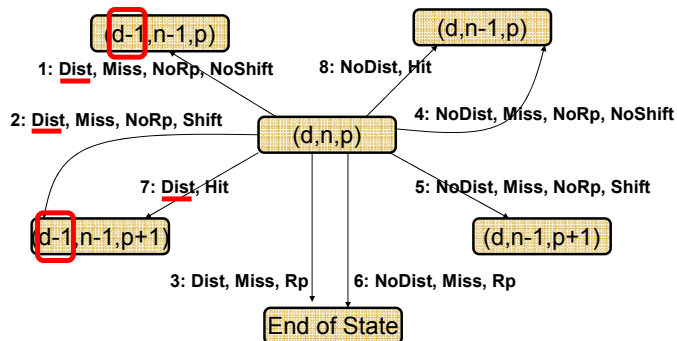 (d-1,n-1,p)
(d,n-1,p)
1: Dist, Miss, NoRp, NoShift
8: NoDist, Hit
2: Dist, Miss, NoRp, Shift
4: NoDist, Miss, NoRp, NoShift
(d,n,p)
7: Dist, Hit
5: NoDist, Miss, NoRp, Shift
(d-1,n-1,p+1)
(d,n-1,p+1)
3: Dist, Miss, Rp
6: NoDist, Miss, Rp
End of State